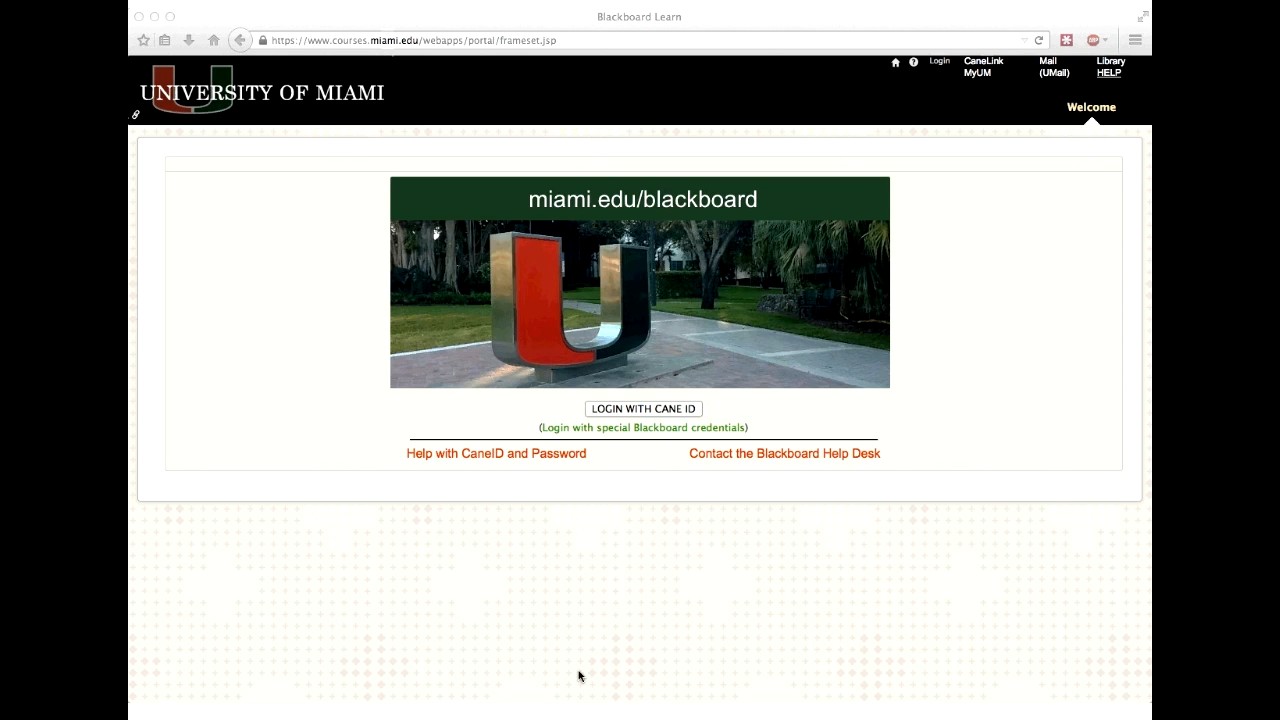 Blackboard Learn
https://www.courses.miami.edu/webapps/portal/frameset.jsp
Login CaneLink Mail Library
MyUM (UMail) HELP
UNIVERSITY OF MIAMI
Welcome
miami.edu/blackboard
LOGIN WITH CANE ID
(Login with special Blackboard credentials)
Help with CaneID and Password Contact the Blackboard Help Desk